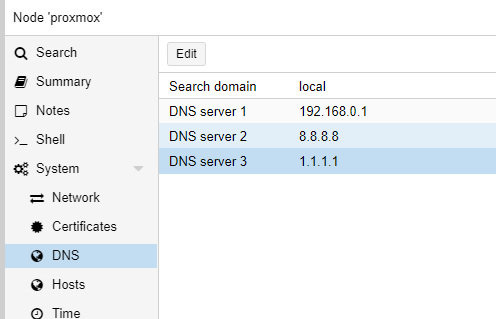 Node 'proxmox'
Search
Summary
Notes
Shell
System
Network
Certificates
DNS
Hosts
Time
Edit
Search domain local
DNS server 1 192.168.0.1
DNS server 2 8.8.8.8
DNS server 3 1.1.1.1